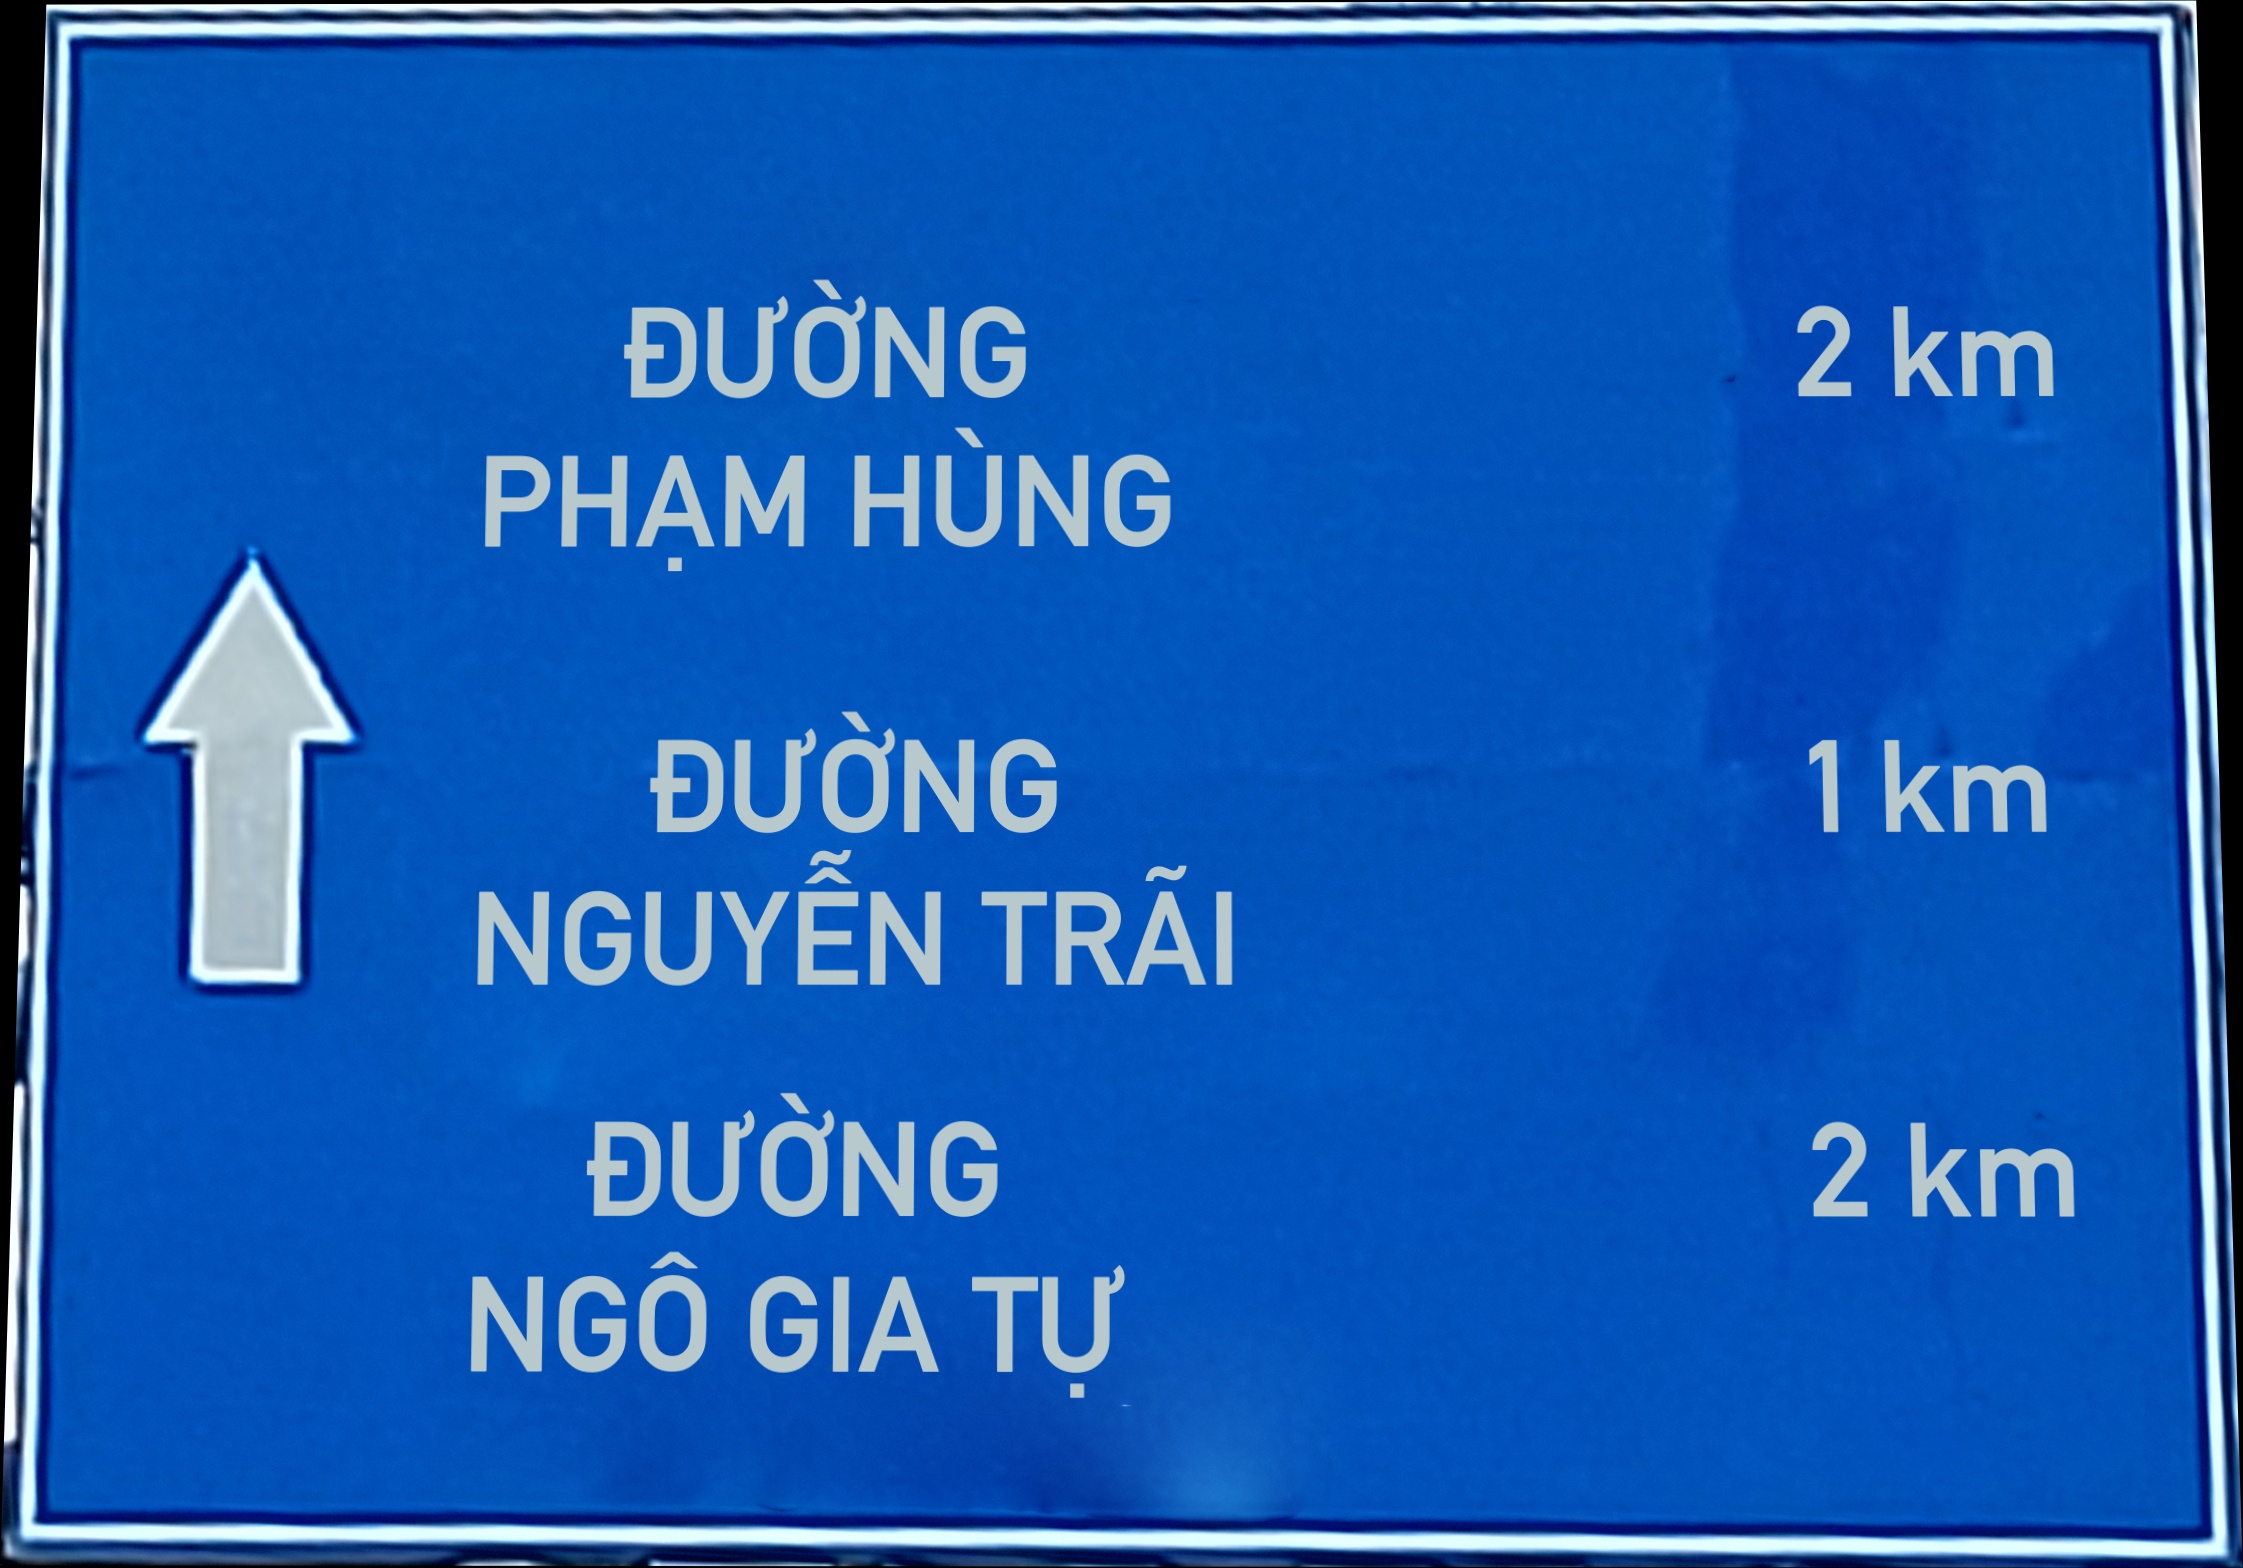 ĐƯỜNG 2 km
PHẠM HÙNG
ĐƯỜNG 1 km
NGUYỄN TRÃI
ĐƯỜNG 2 km
NGÔ GIA TỰ